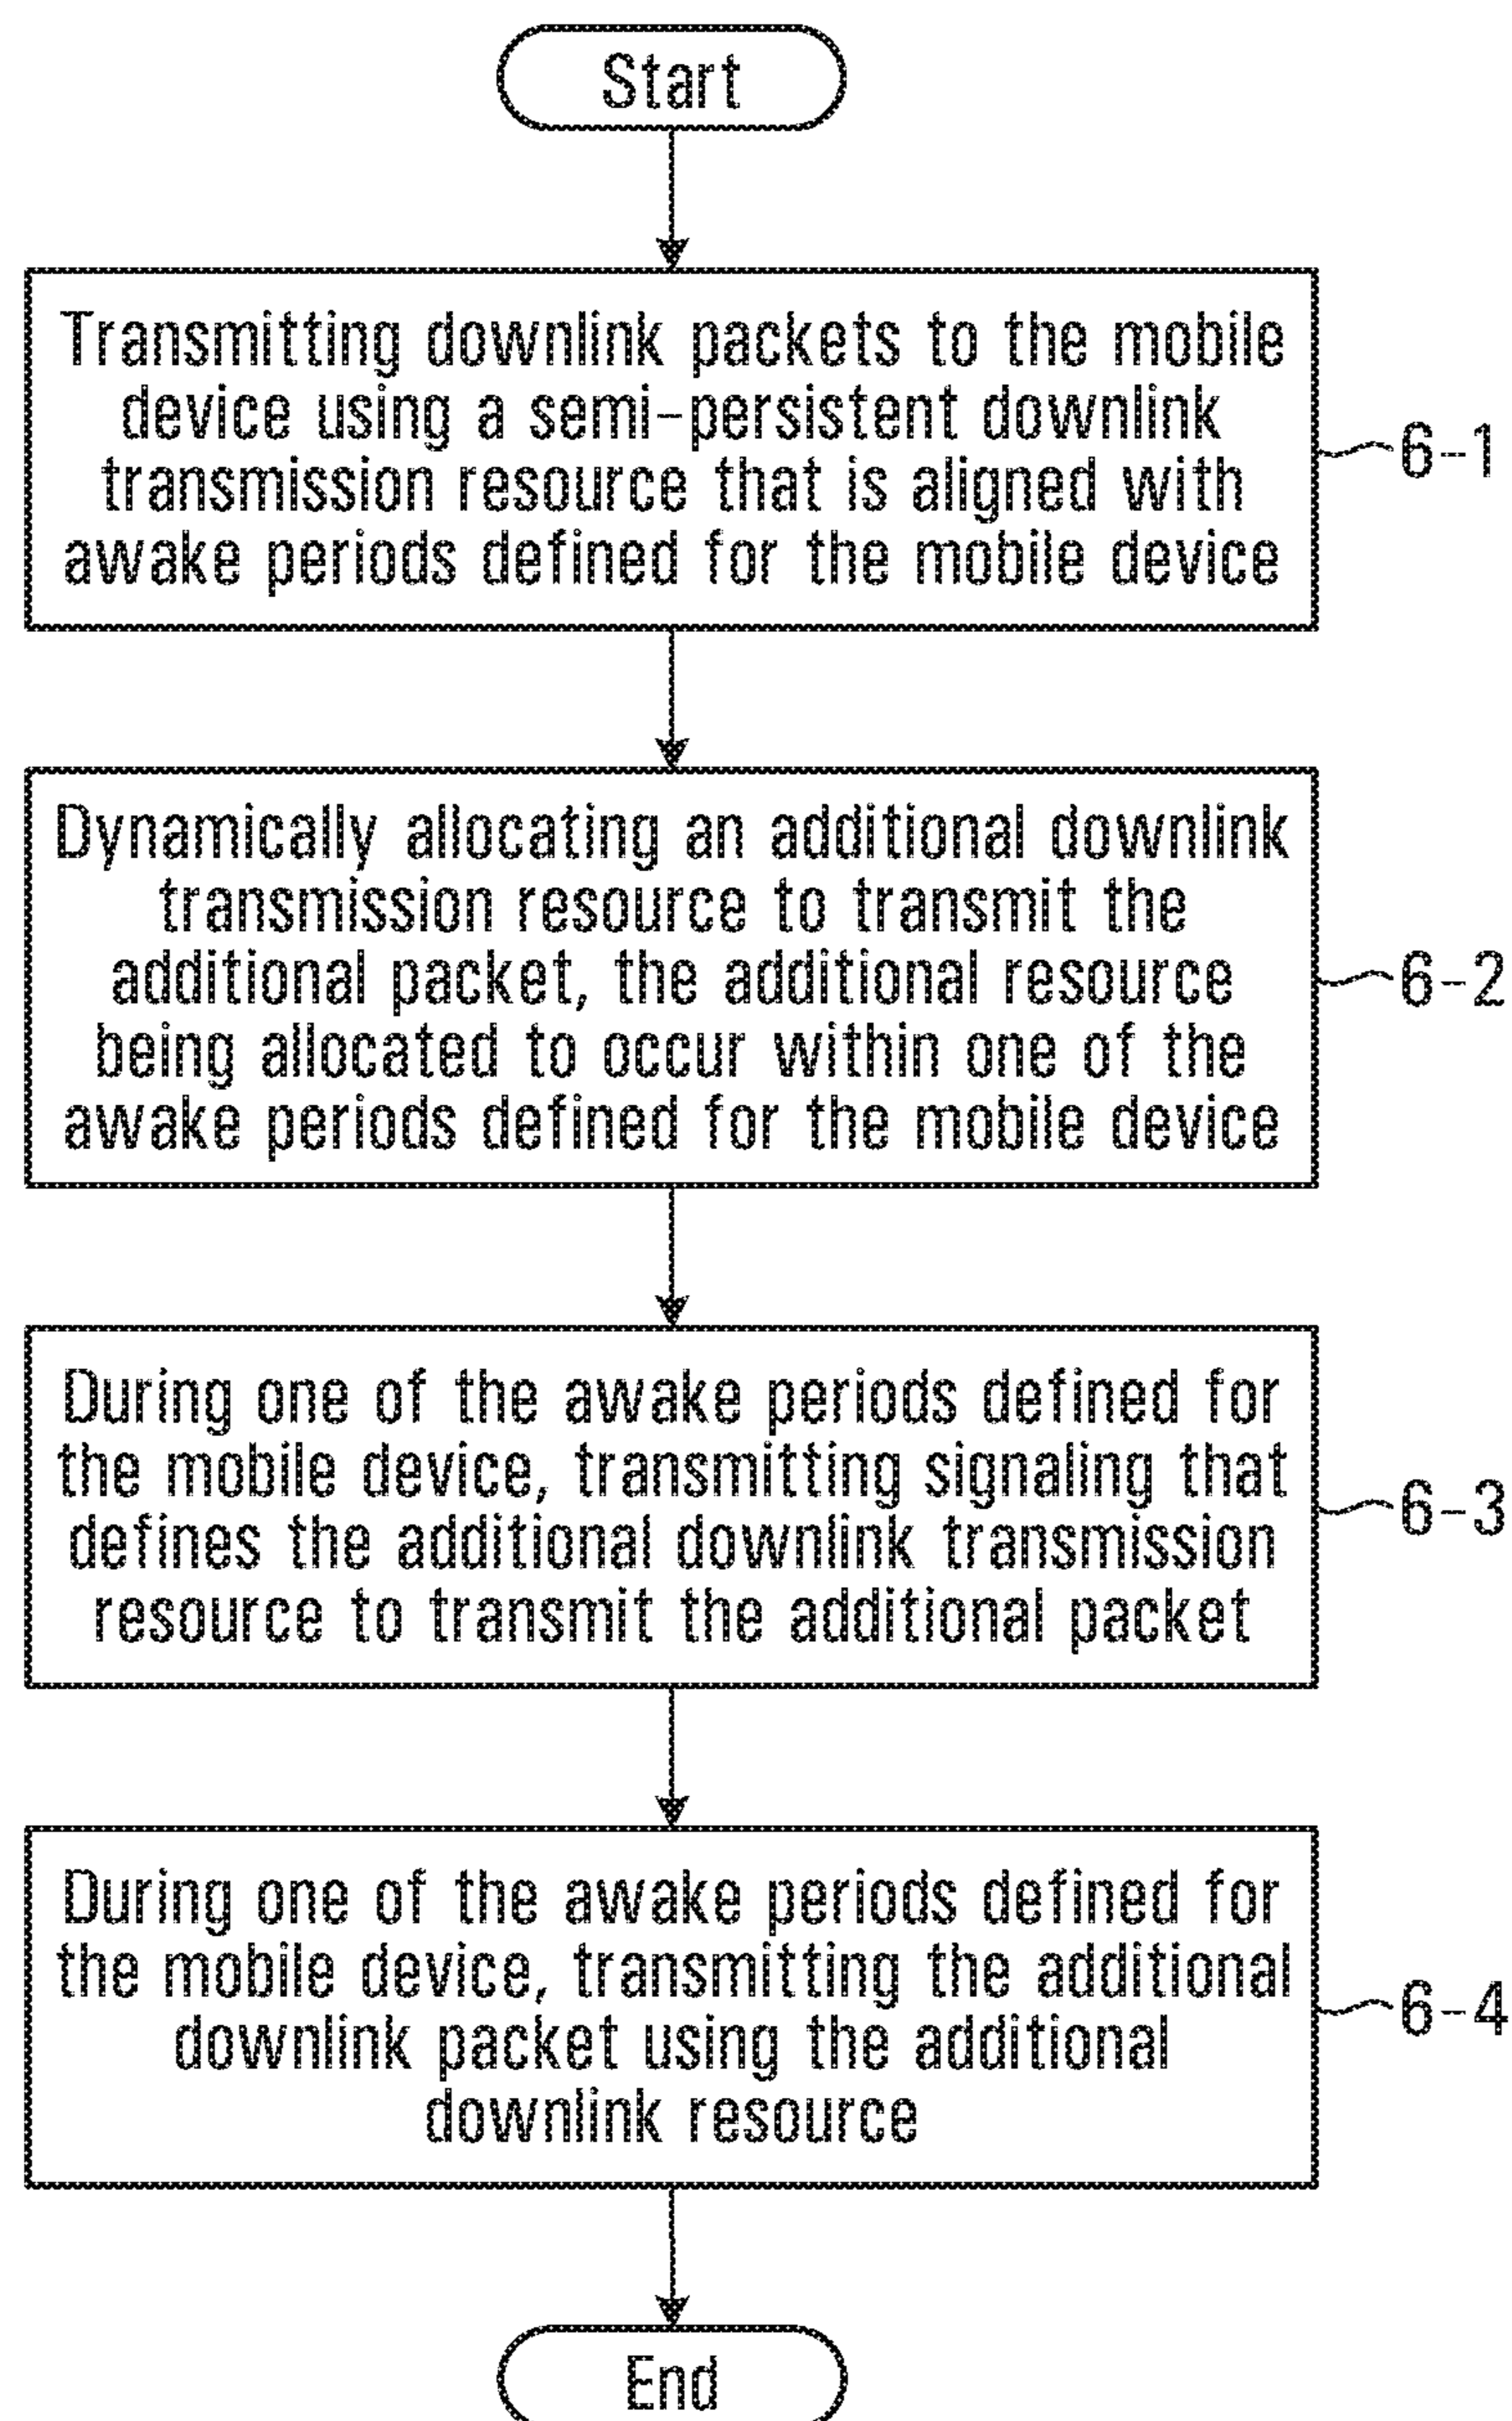 Start
Transmitting downlink packets to the mobile
device using a semi-persistent downlink
transmission resource that is aligned with
awake periods defined for the mobile device
6-1
Dynamically allocating an additional downlink
transmission resource to transmit the
additional packet, the additional resource
being allocated to occur within one of the
awake periods defined for the mobile device
6-2
During one of the awake periods defined for
the mobile device, transmitting signaling that
defines the additional downlink transmission
resource to transmit the additional packet
6-3
During one of the awake periods defined for
the mobile device, transmitting the additional
downlink packet using the additional
downlink resource
6-4
End